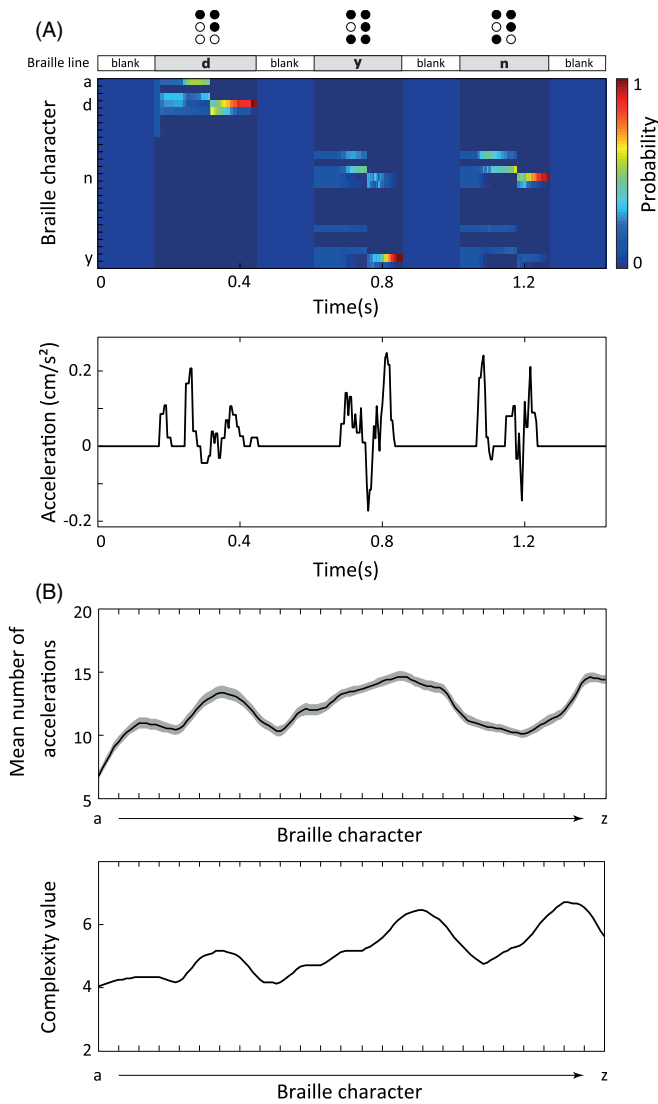 (A)
Braille line blank d blank y blank n blank
a
d
n
y
Braille character
1
0
Probability
0 0.4 0.8 1.2
Time(s)
0.2
0
-0.2
Acceleration (cm/s²)
0 0.4 0.8 1.2
Time(s)
(B)
20
15
10
5
Mean number of
accelerations
a z
Braille character
6
4
2
Complexity value
a z
Braille character